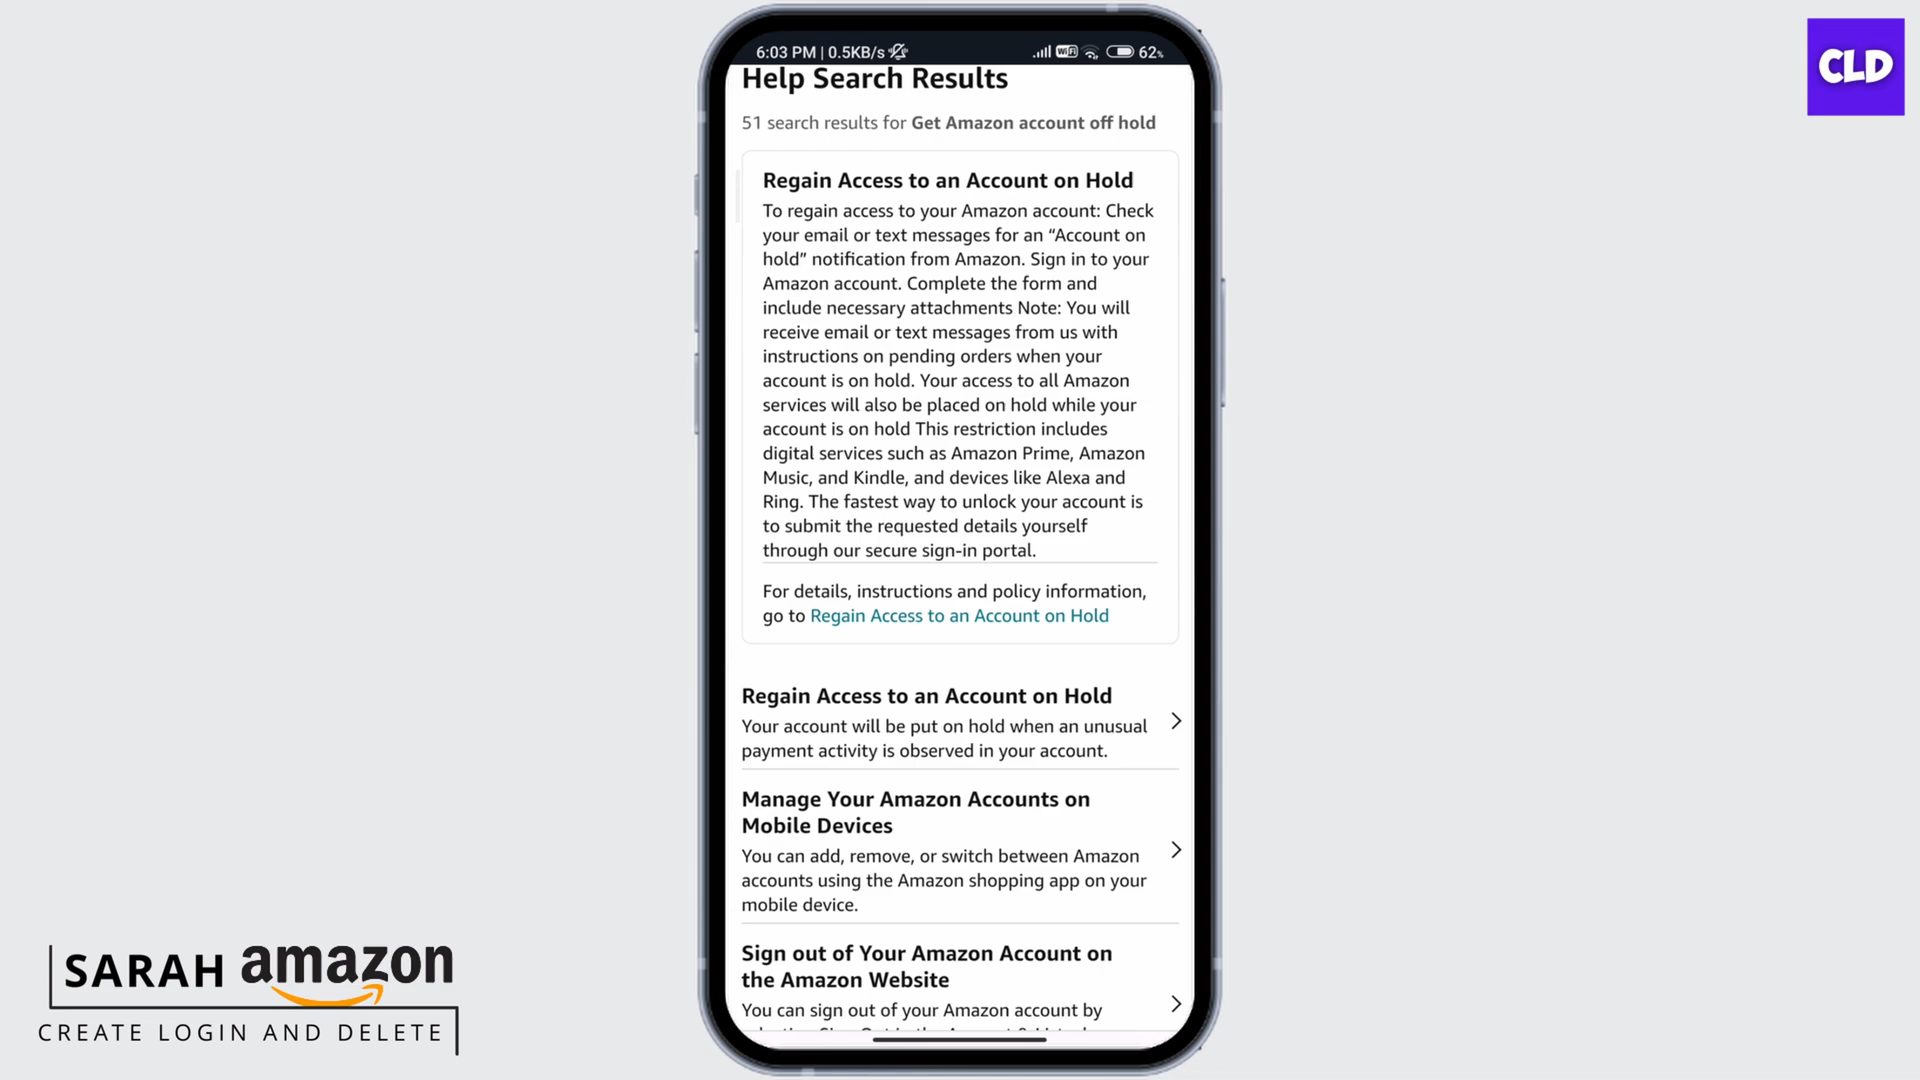 6:03 PM | 0.5KB/s
WiFi
62%
CLD
Help Search Results
51 search results for Get Amazon account off hold
Regain Access to an Account on Hold
To regain access to your Amazon account: Check
your email or text messages for an “Account on
hold” notification from Amazon. Sign in to your
Amazon account. Complete the form and
include necessary attachments Note: You will
receive email or text messages from us with
instructions on pending orders when your
account is on hold. Your access to all Amazon
services will also be placed on hold while your
account is on hold This restriction includes
digital services such as Amazon Prime, Amazon
Music, and Kindle, and devices like Alexa and
Ring. The fastest way to unlock your account is
to submit the requested details yourself
through our secure sign-in portal.
For details, instructions and policy information,
go to Regain Access to an Account on Hold
Regain Access to an Account on Hold
Your account will be put on hold when an unusual
payment activity is observed in your account.
Manage Your Amazon Accounts on
Mobile Devices
You can add, remove, or switch between Amazon
accounts using the Amazon shopping app on your
mobile device.
Sign out of Your Amazon Account on
the Amazon Website
You can sign out of your Amazon account by
SARAH amazon
CREATE LOGIN AND DELETE